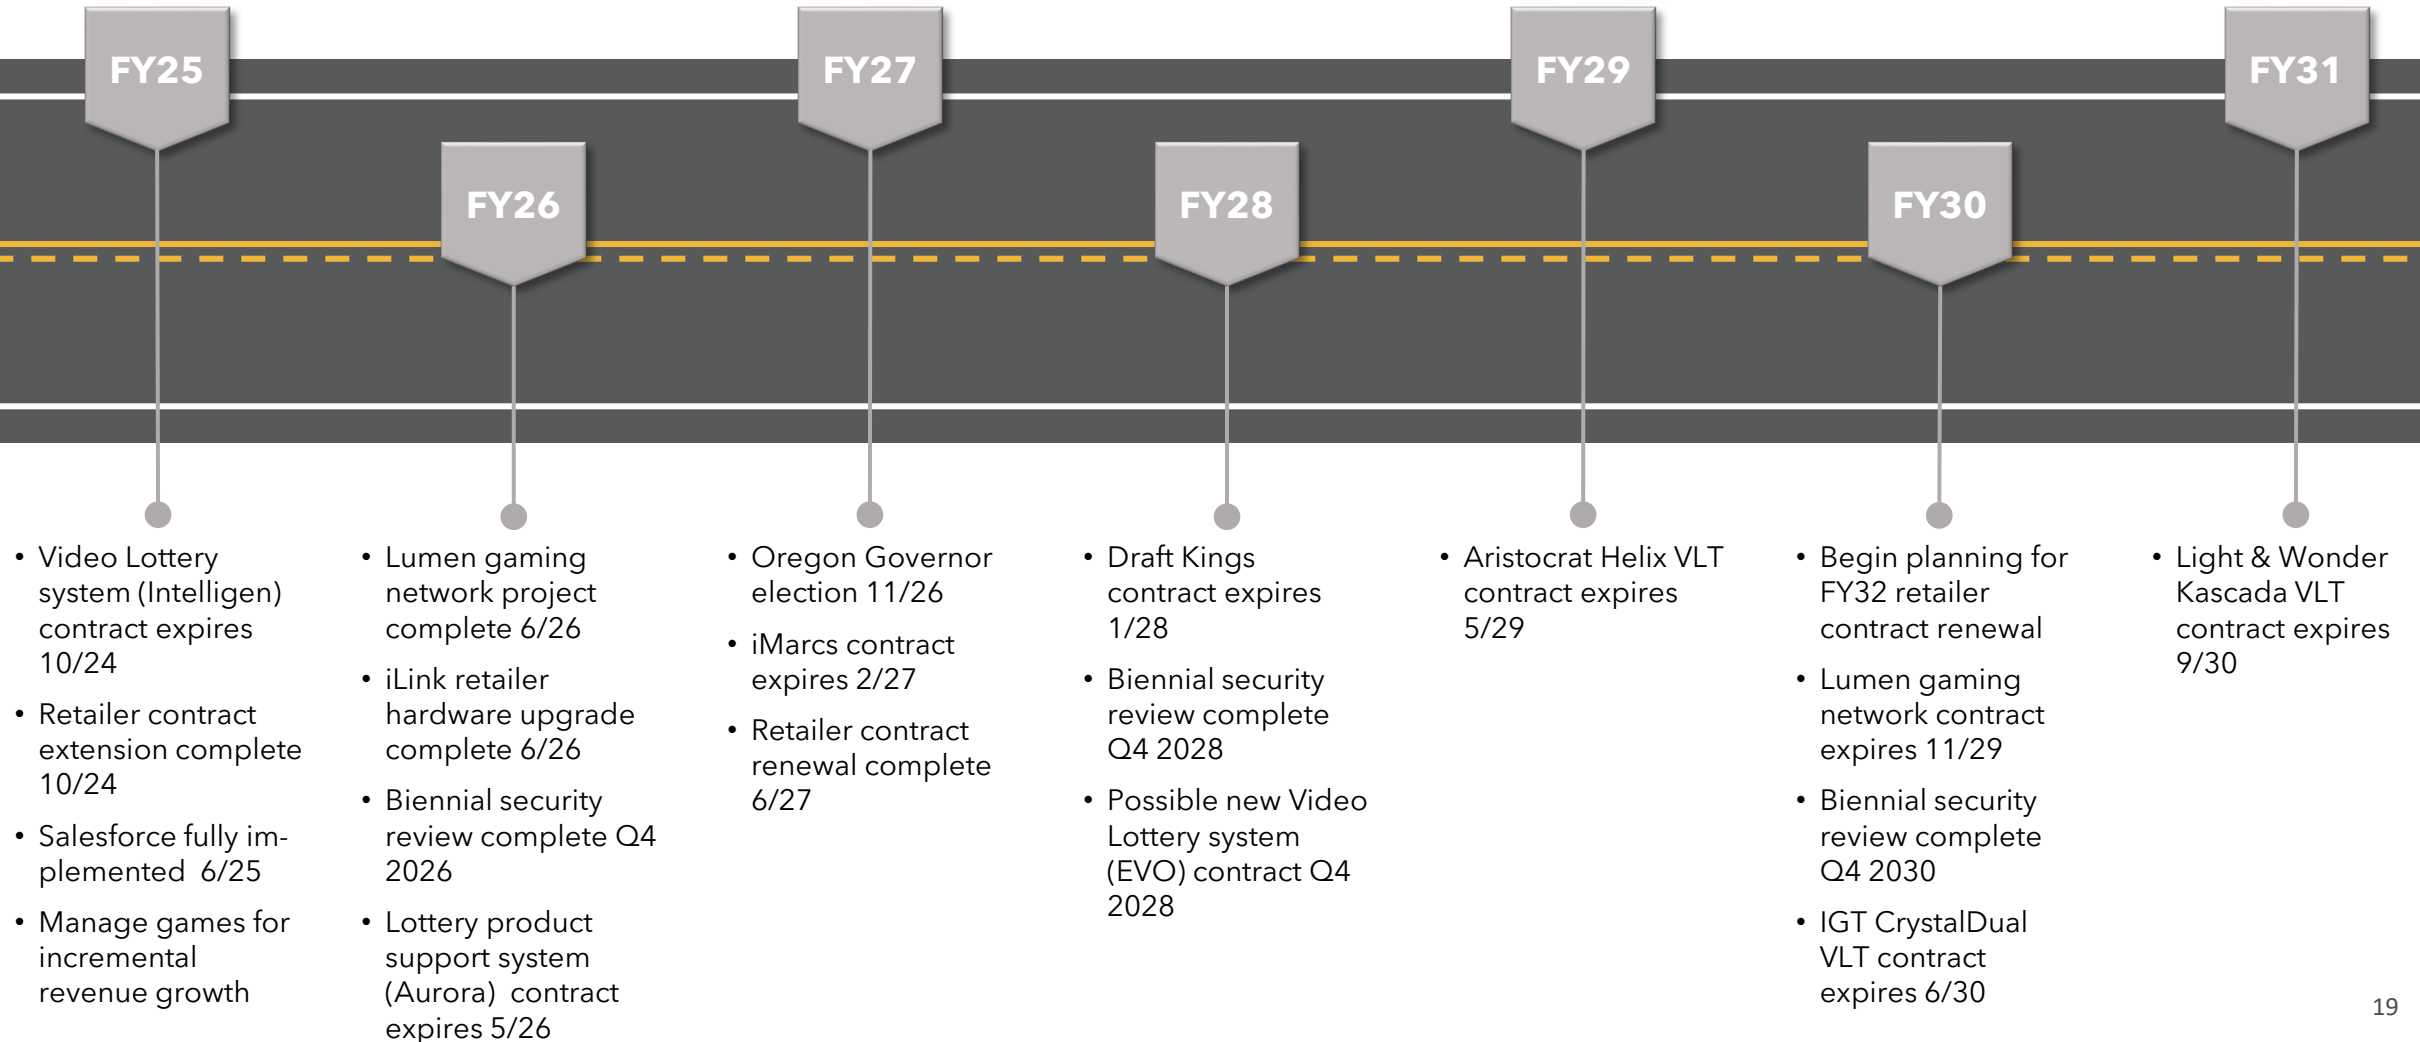 FY25
FY27
FY29
FY31
FY26
FY28
FY30
• Video Lottery
system (Intelligen)
contract expires
10/24
• Retailer contract
extension complete
10/24
• Salesforce fully im-
plemented  6/25
• Manage games for
incremental
revenue growth
• Lumen gaming
network project
complete 6/26
• iLink retailer
hardware upgrade
complete 6/26
• Biennial security
review complete Q4
2026
• Lottery product
support system
(Aurora)  contract
expires 5/26
• Oregon Governor
election 11/26
• iMarcs contract
expires 2/27
• Retailer contract
renewal complete
6/27
• Draft Kings
contract expires
1/28
• Biennial security
review complete
Q4 2028
• Possible new Video
Lottery system
(EVO) contract Q4
2028
• Aristocrat Helix VLT
contract expires
5/29
• Begin planning for
FY32 retailer
contract renewal
• Lumen gaming
network contract
expires 11/29
• Biennial security
review complete
Q4 2030
• IGT CrystalDual
VLT contract
expires 6/30
• Light & Wonder
Kascada VLT
contract expires
9/30
19